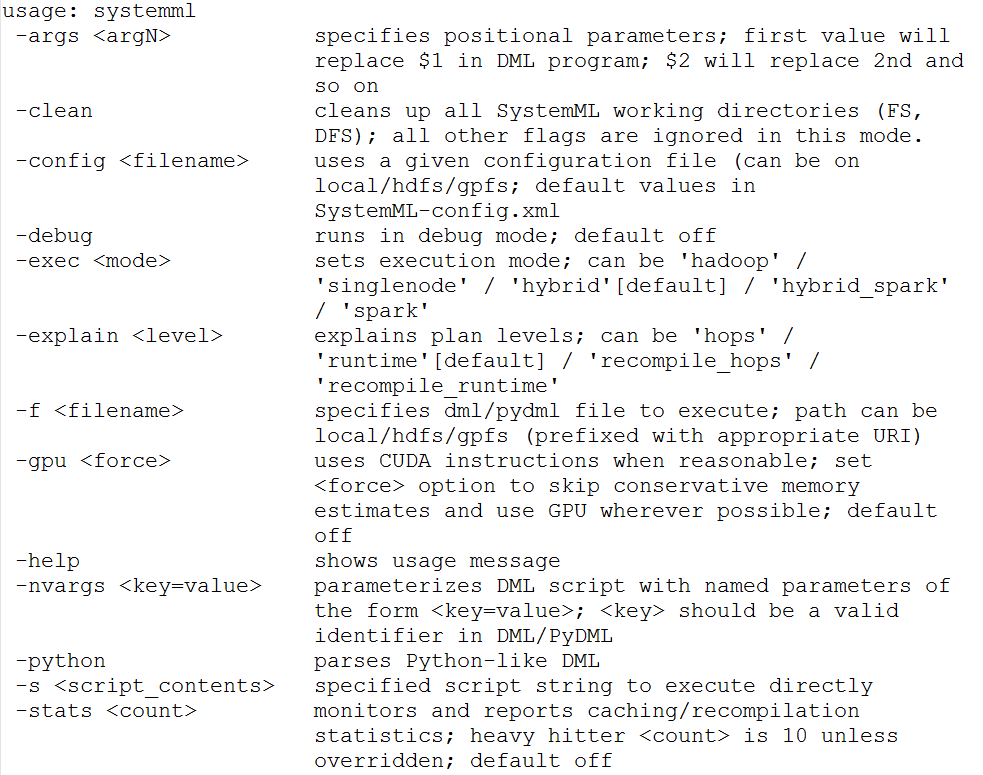 usage: systemml
-args <argN> specifies positional parameters; first value will
replace $1 in DML program; $2 will replace 2nd and
so on
-clean cleans up all SystemML working directories (FS,
DFS); all other flags are ignored in this mode.
-config <filename> uses a given configuration file (can be on
local/hdfs/gpfs; default values in
SystemML-config.xml
-debug runs in debug mode; default off
-exec <mode> sets execution mode; can be 'hadoop' /
'singlenode' / 'hybrid'[default] / 'hybrid_spark'
/ 'spark'
-explain <level> explains plan levels; can be 'hops' /
'runtime'[default] / 'recompile_hops' /
'recompile_runtime'
-f <filename> specifies dml/pydml file to execute; path can be
local/hdfs/gpfs (prefixed with appropriate URI)
-gpu <force> uses CUDA instructions when reasonable; set
<force> option to skip conservative memory
estimates and use GPU wherever possible; default
off
-help shows usage message
-nvargs <key=value> parameterizes DML script with named parameters of
the form <key=value>; <key> should be a valid
identifier in DML/PyDML
-python parses Python-like DML
-s <script_contents> specified script string to execute directly
-stats <count> monitors and reports caching/recompilation
statistics; heavy hitter <count> is 10 unless
overridden; default off